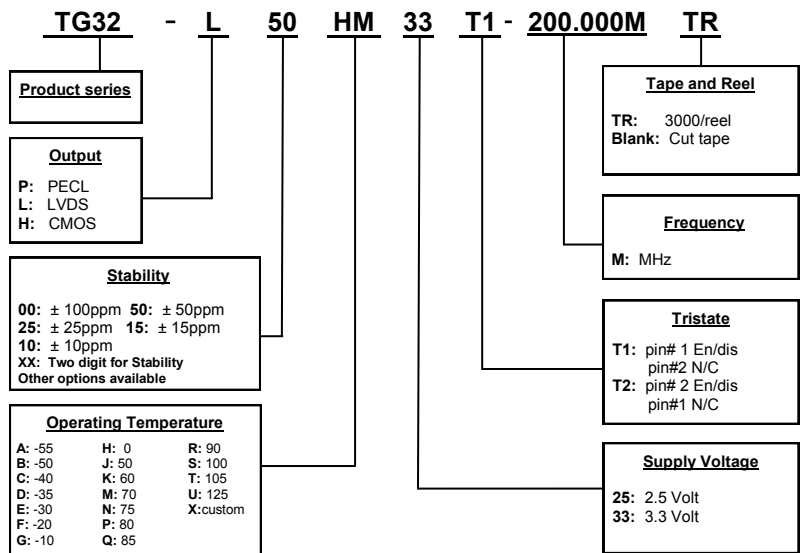 TG32 - L 50 HM 33 T1 - 200.000M TR
Product series
Output
P: PECL
L: LVDS
H: CMOS
Stability
00: ± 100ppm 50: ± 50ppm
25: ± 25ppm 15: ± 15ppm
10: ± 10ppm
XX: Two digit for Stability
Other options available
Operating Temperature
A: -55 H: 0 R: 90
B: -50 J: 50 S: 100
C: -40 K: 60 T: 105
D: -35 M: 70 U: 125
E: -30 N: 75 X:custom
F: -20 P: 80
G: -10 Q: 85
Tape and Reel
TR: 3000/reel
Blank: Cut tape
Frequency
M: MHz
Tristate
T1: pin# 1 En/dis
pin#2 N/C
T2: pin# 2 En/dis
pin#1 N/C
Supply Voltage
25: 2.5 Volt
33: 3.3 Volt